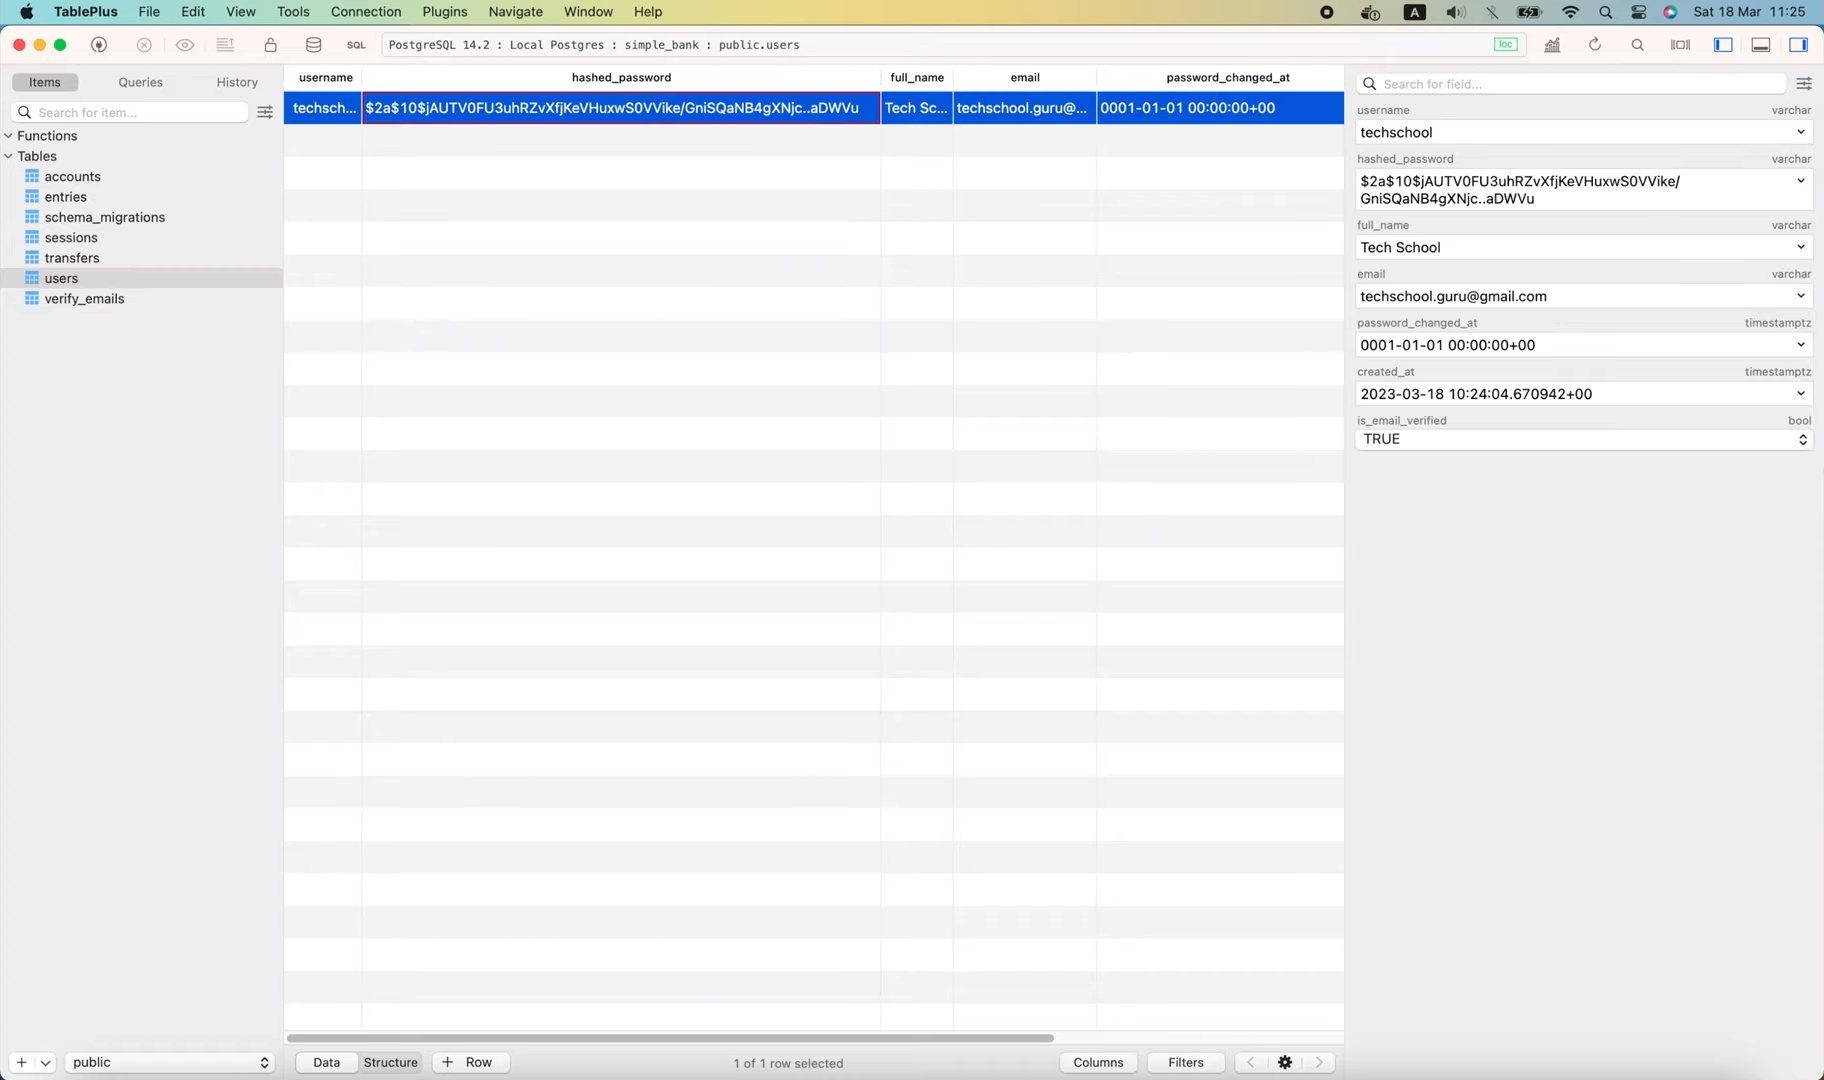 TablePlus File Edit View Tools Connection Plugins Navigate Window Help A Sat 18 Mar 11:25
SQL PostgreSQL 14.2 : Local Postgres : simple_bank : public.users loc
Items Queries History
Search for item...
Functions
Tables
accounts
entries
schema_migrations
sessions
transfers
users
verify_emails
username hashed_password full_name email password_changed_at
techsch... $2a$10$jAUTV0FU3uhRZvXfjKeVHuxwS0VVike/GniSQaNB4gXNjc..aDWVu Tech Sc... techschool.guru@... 0001-01-01 00:00:00+00
Search for field...
username varchar
techschool
hashed_password varchar
$2a$10$jAUTV0FU3uhRZvXfjKeVHuxwS0VVike/
GniSQaNB4gXNjc..aDWVu
full_name varchar
Tech School
email varchar
techschool.guru@gmail.com
password_changed_at timestamptz
0001-01-01 00:00:00+00
created_at timestamptz
2023-03-18 10:24:04.670942+00
is_email_verified bool
TRUE
+ public Data Structure + Row 1 of 1 row selected Columns Filters